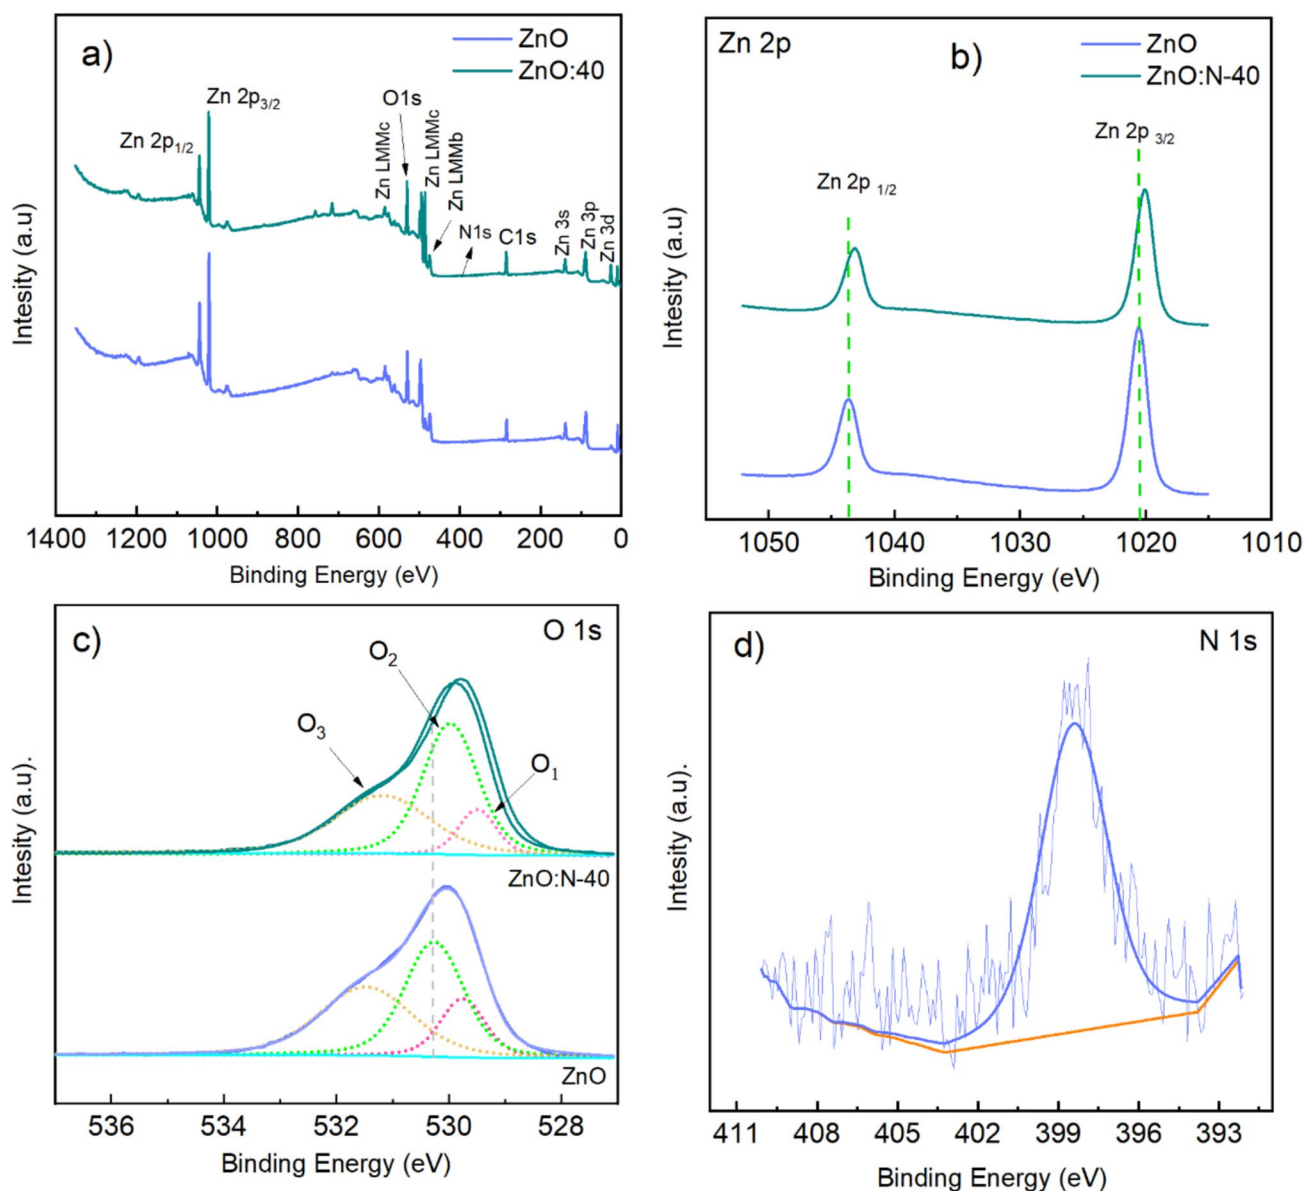 a)
ZnO
ZnO:40
Zn 2p1/2
Zn 2p3/2
Zn LMMc
O1s
Zn LMMc
Zn LMMb
N1s
C1s
Zn 3s
Zn 3p
Zn 3d
Intesity (a.u)
1400 1200 1000 800 600 400 200 0
Binding Energy (eV)
Zn 2p
b)
ZnO
ZnO:N-40
Zn 2p 3/2
Zn 2p 1/2
Intesity (a.u)
1050 1040 1030 1020 1010
Binding Energy (eV)
c)
O 1s
O2
O3
O1
ZnO:N-40
ZnO
Intesity (a.u).
536 534 532 530 528
Binding Energy (eV)
d)
N 1s
Intesity (a.u).
411 408 405 402 399 396 393
Binding Energy (eV)